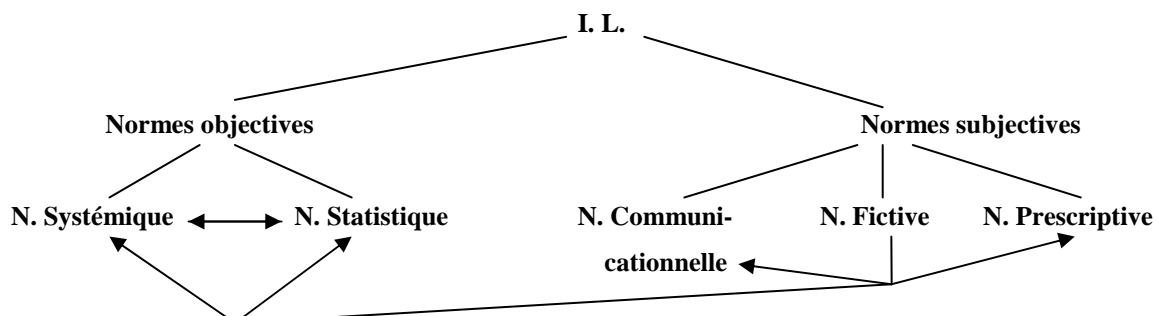 I. L.
Normes objectives
Normes subjectives
N. Systémique
N. Statistique
N. Communi-
cationnelle
N. Fictive
N. Prescriptive